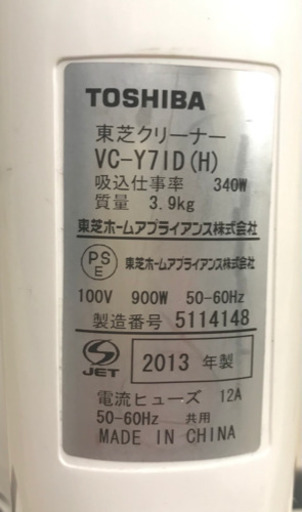 TOSHIBA
東芝クリーナー
VC-Y71D(H)
吸込仕事率 340W
質量 3.9kg
東芝ホームアプライアンス株式会社
PS E 東芝ホームアプライアンス株式会社
100V 900W 50-60Hz
製造番号 5114148
S JET 2013 年製
電流ヒューズ 12A
50-60Hz 共用
MADE IN CHINA